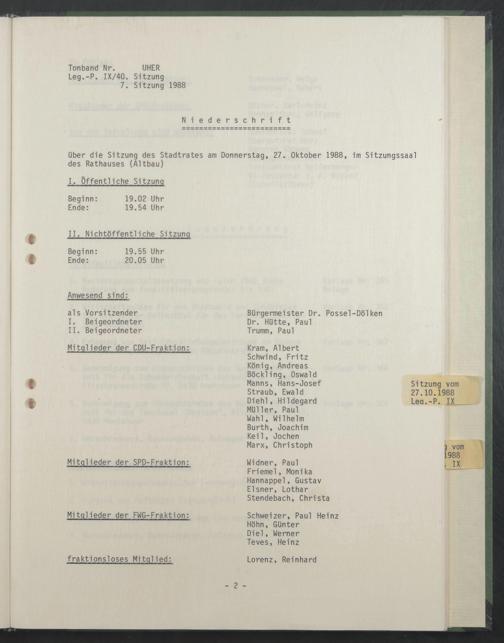 Tonband Nr. UHER
Leg.-P. IX/40. Sitzung
7. Sitzung 1988
N i e d e r s c h r i f t
über die Sitzung des Stadtrates am Donnerstag, 27. Oktober 1988, im Sitzungssaal
des Rathauses (Altbau)
I. Öffentliche Sitzung
Beginn: 19.02 Uhr
Ende: 19.54 Uhr
II. Nichtöffentliche Sitzung
Beginn: 19.55 Uhr
Ende: 20.05 Uhr
Anwesend sind:
als Vorsitzender Bürgermeister Dr. Possel-Dölken
I. Beigeordneter Dr. Hütte, Paul
II. Beigeordneter Trumm, Paul
Mitglieder der CDU-Fraktion: Kram, Albert
Schwind, Fritz
König, Andreas
Böckling, Oswald
Manns, Hans-Josef
Straub, Ewald
Diehl, Hildegard
Müller, Paul
Wahl, Wilhelm
Burth, Joachim
Keil, Jochen
Marx, Christoph
Mitglieder der SPD-Fraktion: Widner, Paul
Friemel, Monika
Hannappel, Gustav
Elsner, Lothar
Stendebach, Christa
Mitglieder der FWG-Fraktion: Schweizer, Paul Heinz
Höhn, Günter
Diel, Werner
Teves, Heinz
fraktionsloses Mitglied: Lorenz, Reinhard
- 2 -
Sitzung vom
27.10.1988
Leg.-P. IX
vom
1988
IX